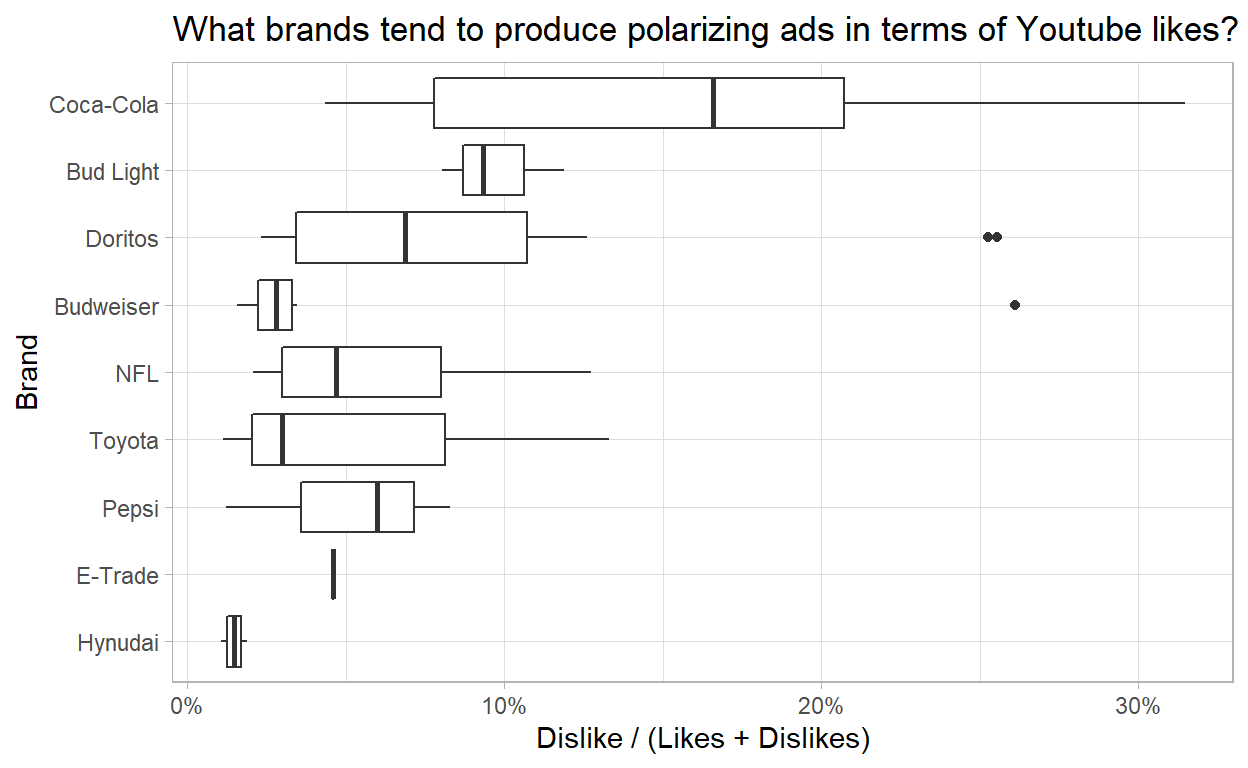 What brands tend to produce polarizing ads in terms of Youtube likes?
Coca-Cola
Bud Light
Doritos
Budweiser
NFL
Toyota
Pepsi
E-Trade
Hynudai
Brand
0% 10% 20% 30%
Dislike / (Likes + Dislikes)